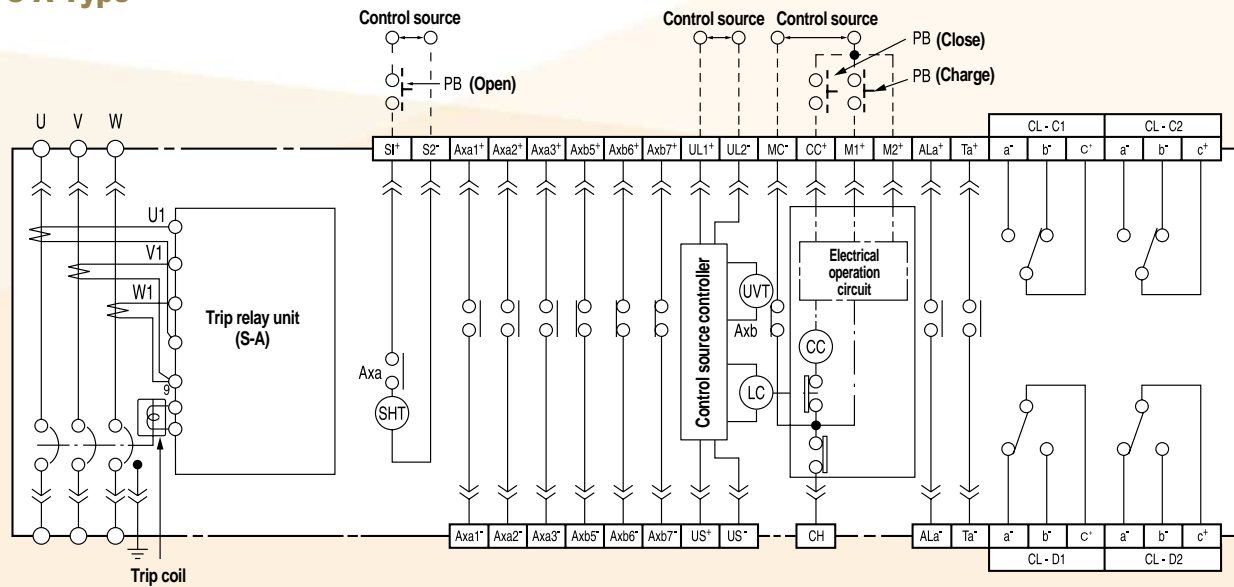 Control source
Control source
Control source
PB (Open)
PB (Close)
PB (Charge)
U V W
CL - C1
CL - C2
SI⁺ S2⁻ Axa1⁺ Axa2⁺ Axa3⁺ Axb5⁺ Axb6⁺ Axb7⁺ UL1⁺ UL2⁻ MC⁻ CC⁺ M1⁺ M2⁺ ALa⁺ Ta⁺ a⁻ b⁻ C⁺ a⁻ b⁻ c⁺
U1
V1
W1
Trip relay unit
(S-A)
9
Axa
SHT
Control source controller
UVT
Axb
LC
Electrical
operation
circuit
CC
Axa1⁻ Axa2⁻ Axa3⁻ Axb5⁻ Axb6⁻ Axb7⁻ US⁺ US⁻ CH ALa⁻ Ta⁻ a⁻ b⁻ C⁺ a⁻ b⁻ c⁺
CL - D1
CL - D2
Trip coil